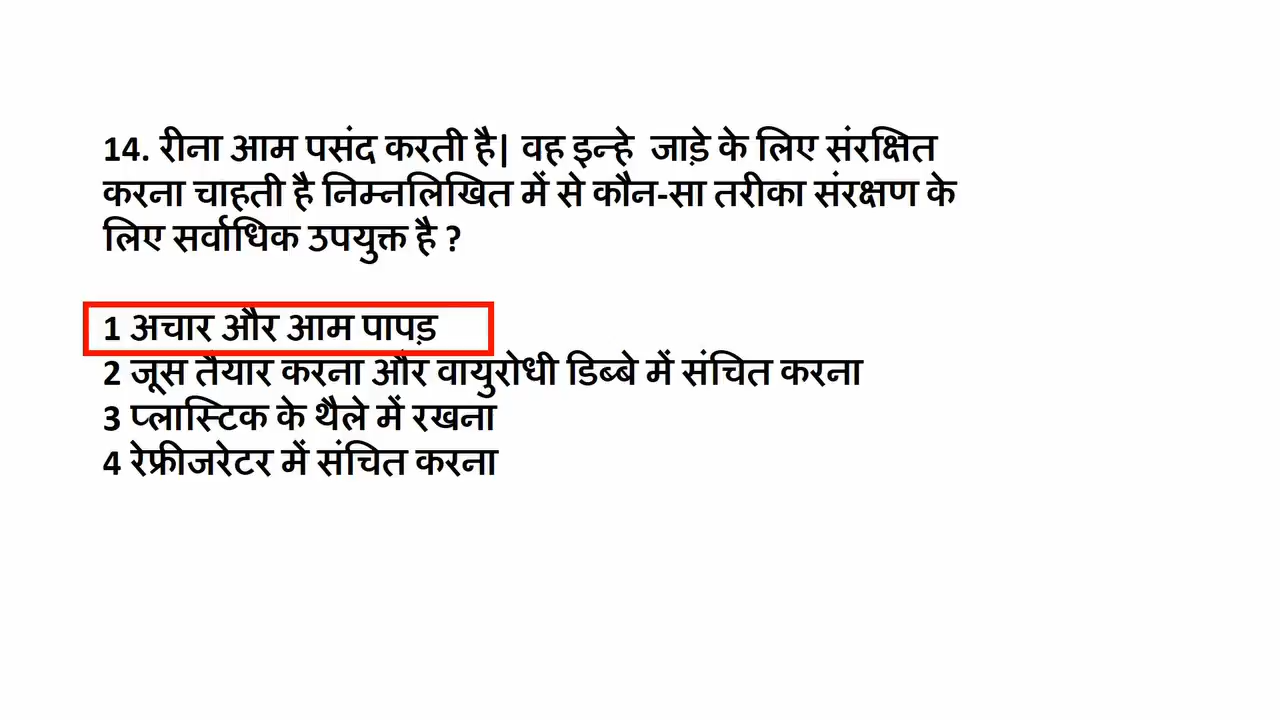 14. रीना आम पसंद करती है| वह इन्हे जाड़े के लिए संरक्षित
करना चाहती है निम्नलिखित में से कौन-सा तरीका संरक्षण के
लिए सर्वाधिक उपयुक्त है ?
1 अचार और आम पापड़
2 जूस तैयार करना और वायुरोधी डिब्बे में संचित करना
3 प्लास्टिक के थैले में रखना
4 रेफ्रीजरेटर में संचित करना